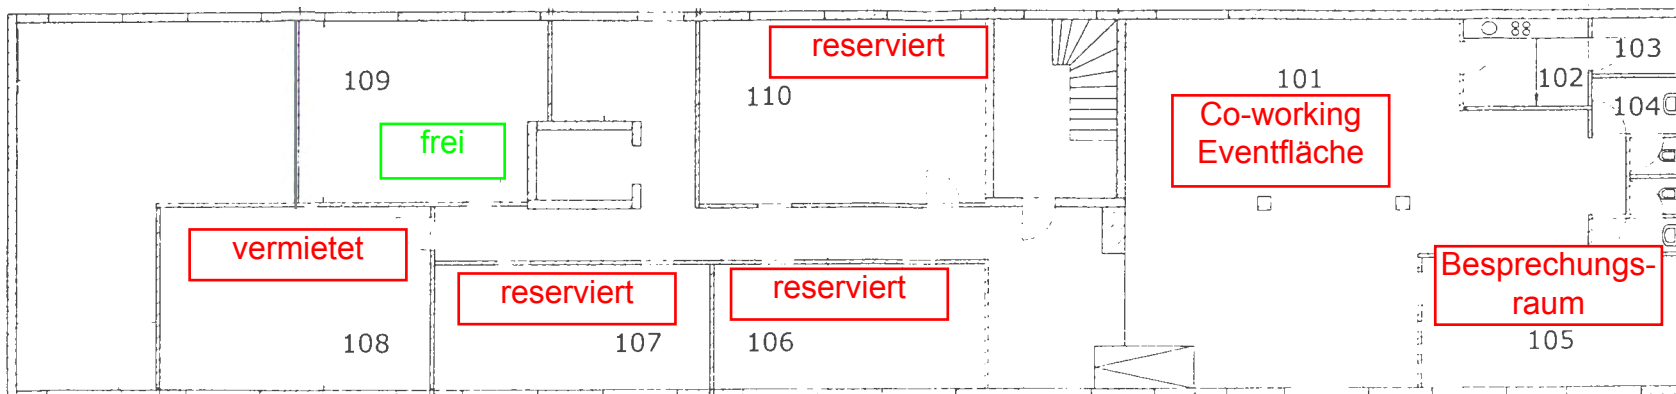 reserviert
109
110
101
102
103
104
frei
Co-working
Eventfläche
vermietet
reserviert
reserviert
Besprechungs-
raum
108
107
106
105